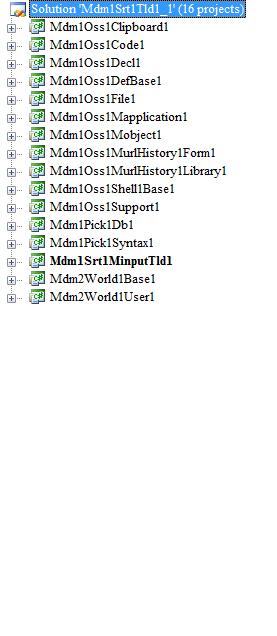 Solution 'Mdm1Srt1Tld1_1' (16 projects)
Mdm1Oss1Clipboard1
Mdm1Oss1Code1
Mdm1Oss1Decl1
Mdm1Oss1DefBase1
Mdm1Oss1File1
Mdm1Oss1Mapplication1
Mdm1Oss1Mobject1
Mdm1Oss1MurlHistory1Form1
Mdm1Oss1MurlHistory1Library1
Mdm1Oss1Shell1Base1
Mdm1Oss1Support1
Mdm1Pick1Db1
Mdm1Pick1Syntax1
Mdm1Srt1MinputTld1
Mdm2World1Base1
Mdm2World1User1